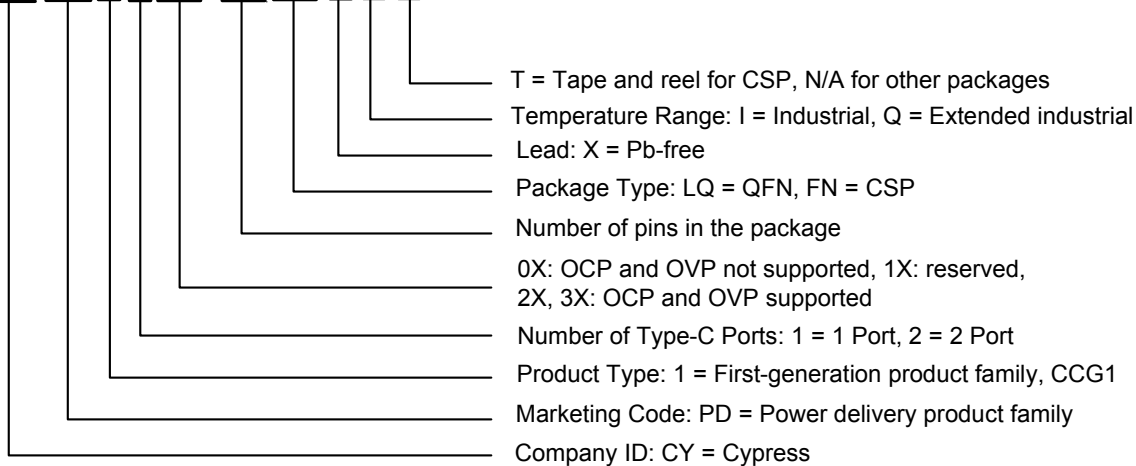 T = Tape and reel for CSP, N/A for other packages
Temperature Range: I = Industrial, Q = Extended industrial
Lead: X = Pb-free
Package Type: LQ = QFN, FN = CSP
Number of pins in the package
0X: OCP and OVP not supported, 1X: reserved,
2X, 3X: OCP and OVP supported
Number of Type-C Ports: 1 = 1 Port, 2 = 2 Port
Product Type: 1 = First-generation product family, CCG1
Marketing Code: PD = Power delivery product family
Company ID: CY = Cypress